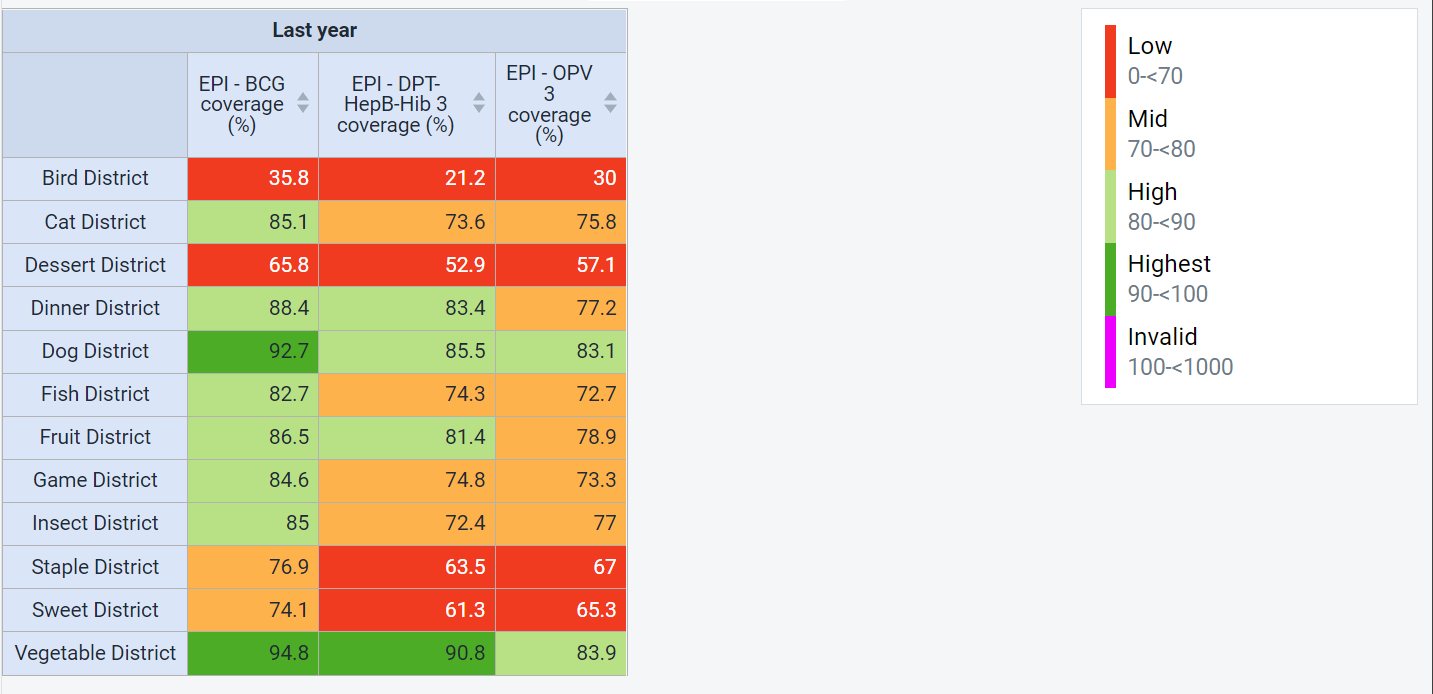 Last year
EPI - BCG
coverage
(%)
EPI - DPT-
HepB-Hib 3
coverage (%)
EPI - OPV
3
coverage
(%)
Bird District 35.8 21.2 30
Cat District 85.1 73.6 75.8
Dessert District 65.8 52.9 57.1
Dinner District 88.4 83.4 77.2
Dog District 92.7 85.5 83.1
Fish District 82.7 74.3 72.7
Fruit District 86.5 81.4 78.9
Game District 84.6 74.8 73.3
Insect District 85 72.4 77
Staple District 76.9 63.5 67
Sweet District 74.1 61.3 65.3
Vegetable District 94.8 90.8 83.9
Low
0-<70
Mid
70-<80
High
80-<90
Highest
90-<100
Invalid
100-<1000